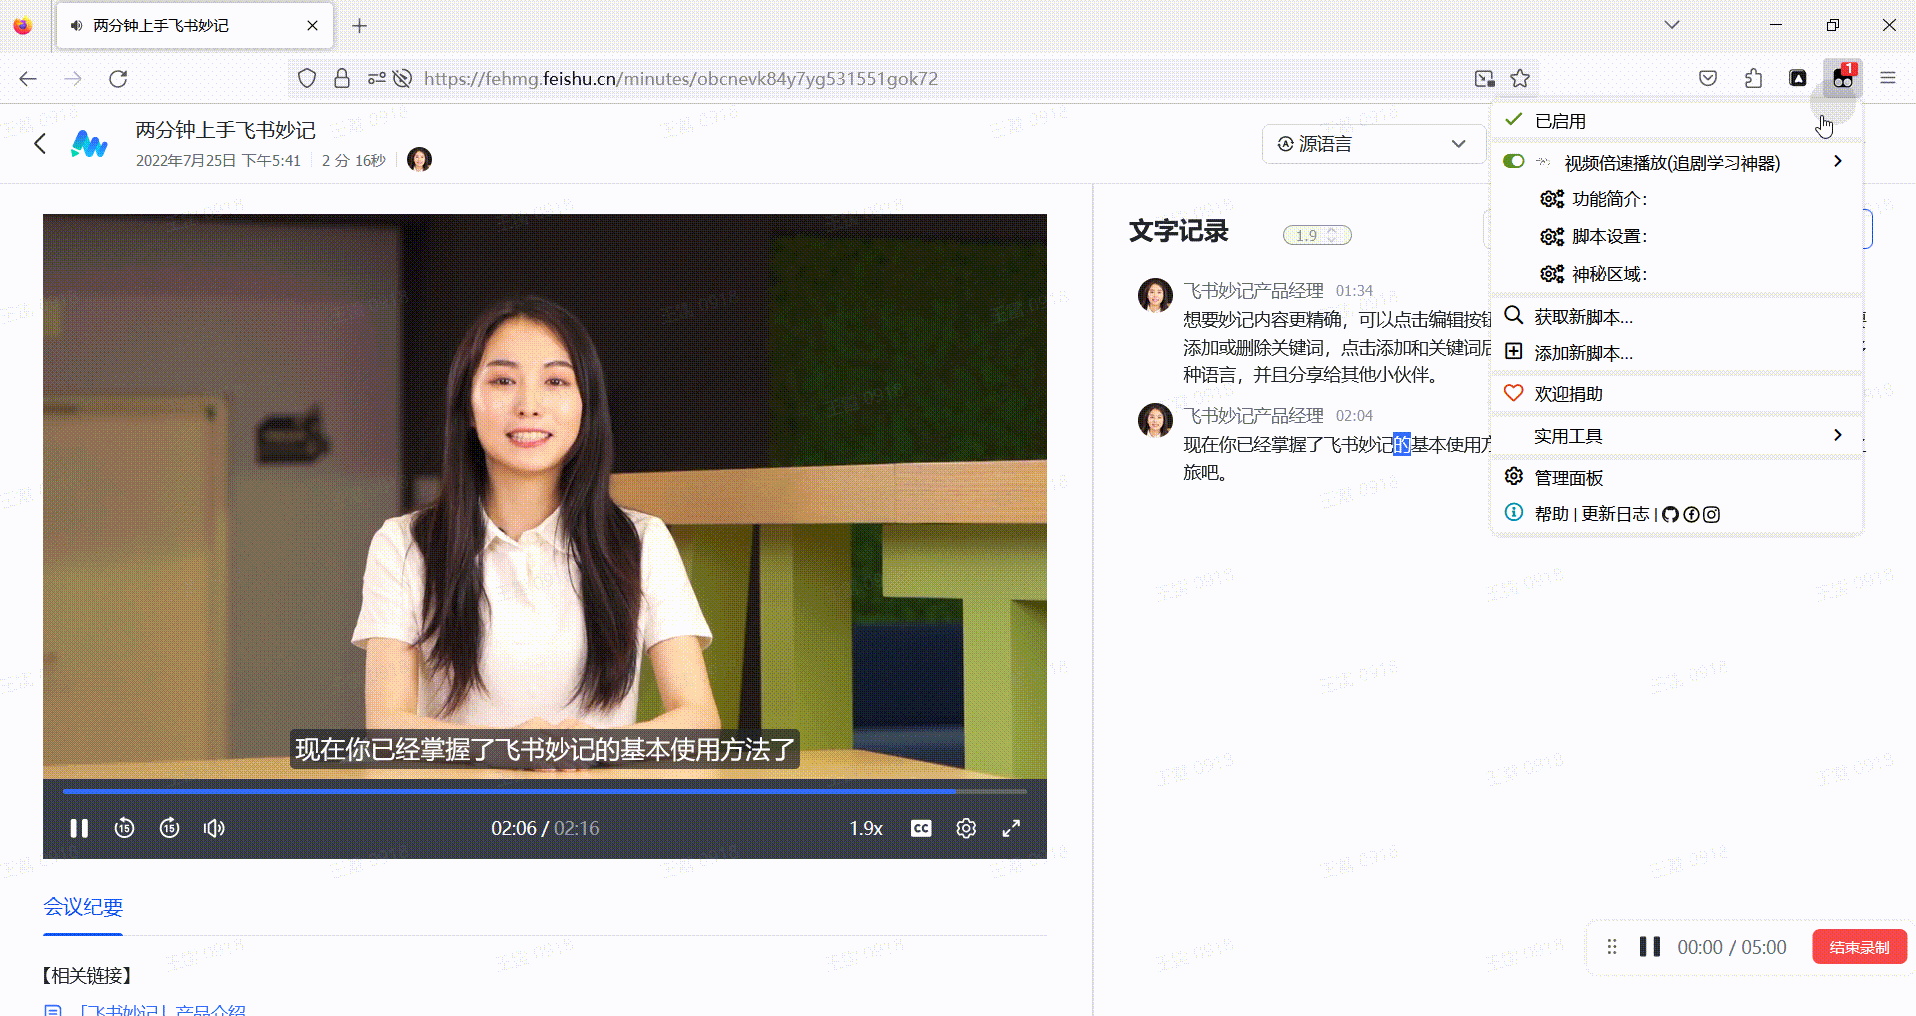 两分钟上手飞书妙记
https://fehmg.feishu.cn/minutes/obcnevk84y7yg531551gok72
1
两分钟上手飞书妙记
2022年7月25日 下午5:41
2 分 16秒
源语言
已启用
视频倍速播放(追剧学习神器)
功能简介:
脚本设置:
神秘区域:
获取新脚本...
添加新脚本...
欢迎捐助
实用工具
管理面板
帮助 | 更新日志 |
文字记录
1.9
飞书妙记产品经理 01:34
想要妙记内容更精确，可以点击编辑按
添加或删除关键词，点击添加和关键词后
种语言，并且分享给其他小伙伴。
飞书妙记产品经理 02:04
现在你已经掌握了飞书妙记的基本使用方
旅吧。
现在你已经掌握了飞书妙记的基本使用方法了
15
15
02:06 / 02:16
1.9x
CC
会议纪要
【相关链接】
「飞书妙记」产品介绍
00:00 / 05:00
结束录制